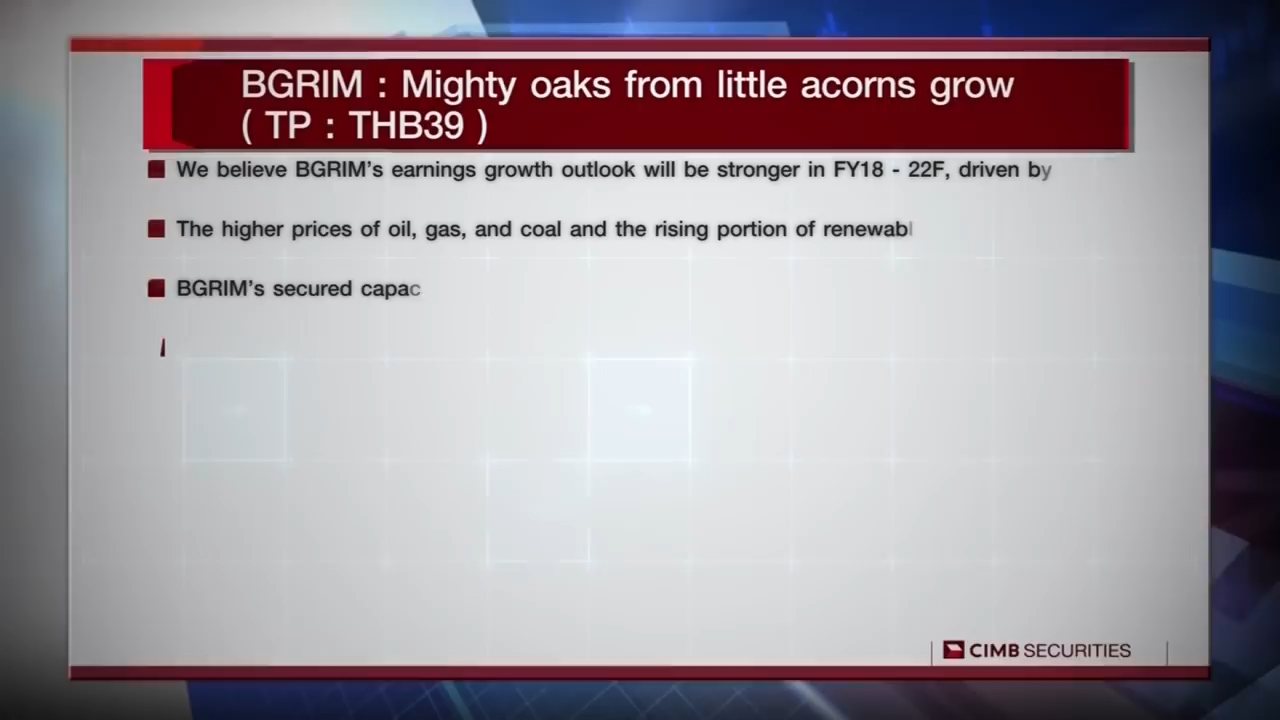 BGRIM : Mighty oaks from little acorns grow
( TP : THB39 )
We believe BGRIM's earnings growth outlook will be stronger in FY18 - 22F, driven by
The higher prices of oil, gas, and coal and the rising portion of renewabl
BGRIM's secured capac
CIMB SECURITIES